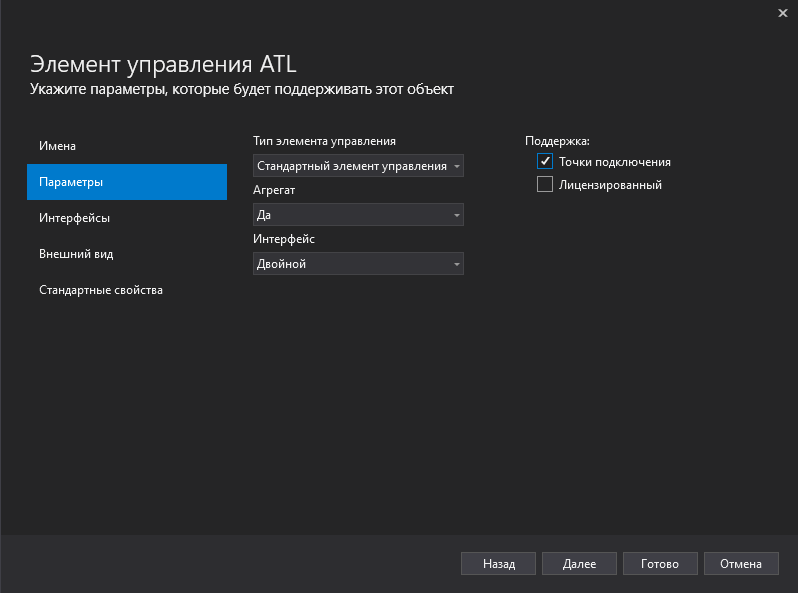 Элемент управления ATL
Укажите параметры, которые будет поддерживать этот объект
Имена
Параметры
Интерфейсы
Внешний вид
Стандартные свойства
Тип элемента управления
Стандартный элемент управления
Агрегат
Да
Интерфейс
Двойной
Поддержка:
Точки подключения
Лицензированный
Назад
Далее
Готово
Отмена